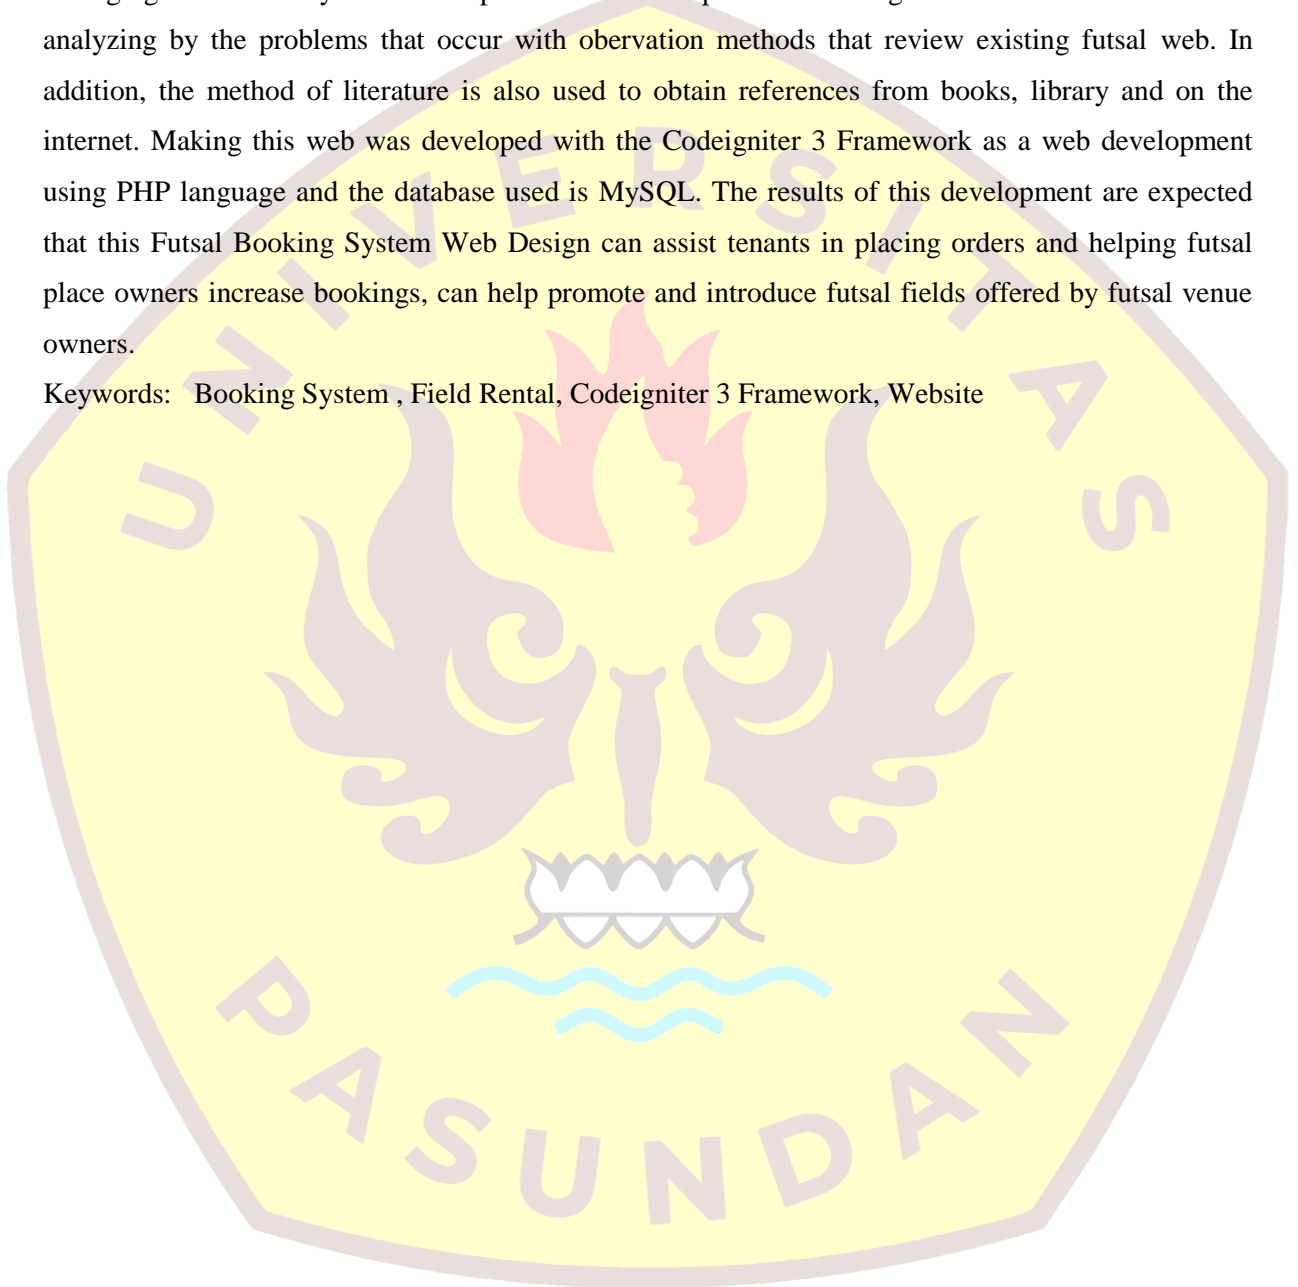 analyzing by the problems that occur with obervation methods that review existing futsal web. In
addition, the method of literature is also used to obtain references from books, library and on the
internet. Making this web was developed with the Codeigniter 3 Framework as a web development
using PHP language and the database used is MySQL. The results of this development are expected
that this Futsal Booking System Web Design can assist tenants in placing orders and helping futsal
place owners increase bookings, can help promote and introduce futsal fields offered by futsal venue
owners.
Keywords: Booking System , Field Rental, Codeigniter 3 Framework, Website
UNIVERSITAS
PASUNDAN